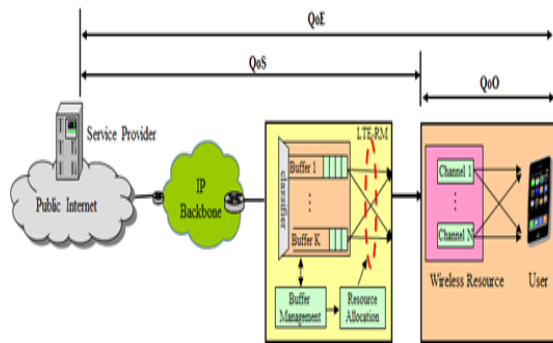 QoE
QoS
QoO
Service Provider
Public Internet
IP
Backbone
LTE-RM
classifier
Buffer 1
Buffer K
Buffer
Management
Resource
Allocation
Channel 1
Channel N
Wireless Resource
User